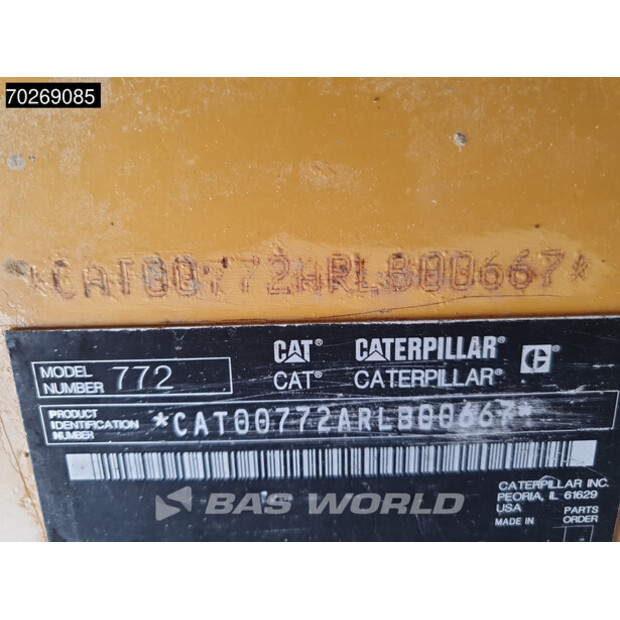 70269085
*CAT00772ARLB00667*
CAT® CATERPILLAR®
MODEL NUMBER 772
CAT® CATERPILLAR®
PRODUCT IDENTIFICATION NUMBER *CAT00772ARLB00667*
BAS WORLD
CATERPILLAR INC.
PEORIA, IL 61629
USA PARTS
MADE IN ORDER